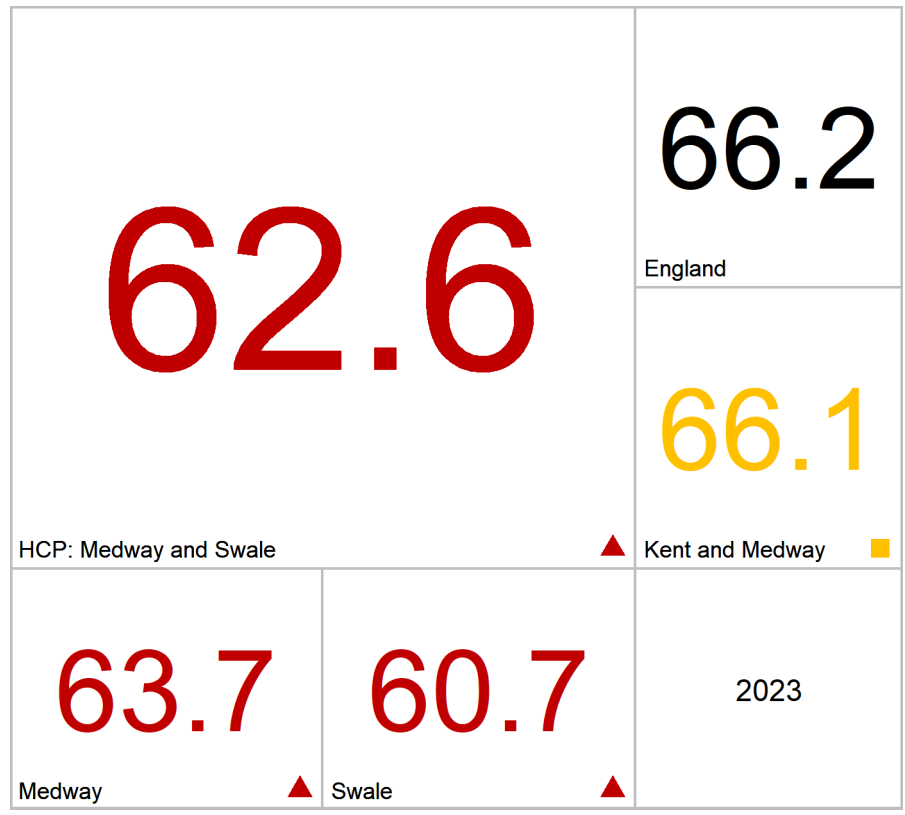 62.6
HCP: Medway and Swale
66.2
England
66.1
Kent and Medway
63.7
Medway
60.7
Swale
2023